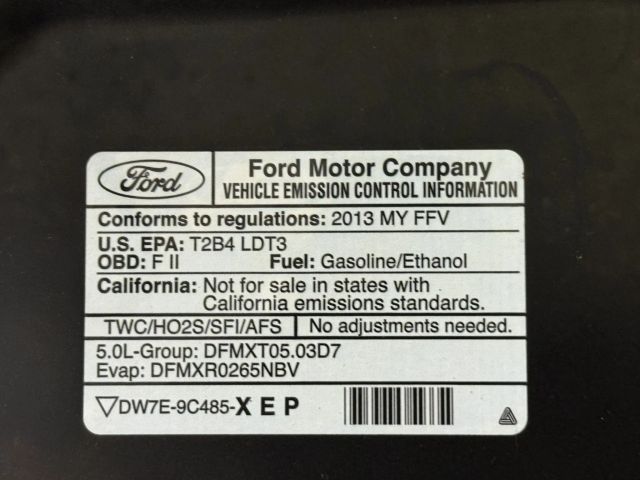 Ford
Ford Motor Company
VEHICLE EMISSION CONTROL INFORMATION
Conforms to regulations: 2013 MY FFV
U.S. EPA: T2B4 LDT3
OBD: F II Fuel: Gasoline/Ethanol
California: Not for sale in states with
California emissions standards.
TWC/HO2S/SFI/AFS No adjustments needed.
5.0L-Group: DFMXT05.03D7
Evap: DFMXR0265NBV
▽DW7E-9C485-X E P